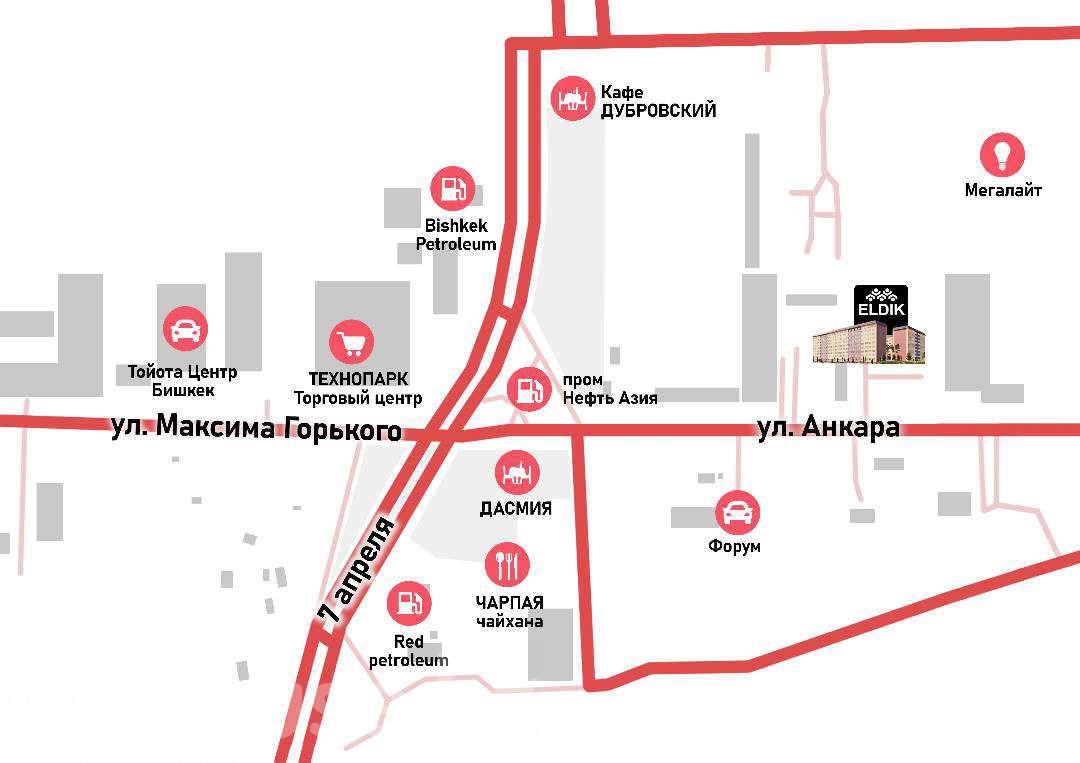 Кафе
ДУБРОВСКИЙ
Мегалайт
Bishkek
Petroleum
ELDIK
Тойота Центр
Бишкек
ТЕХНОПАРК
Торговый центр
пром
Нефть Азия
ул. Максима Горького
ул. Анкара
ДАСМИЯ
Форум
7 апреля
ЧАРПАЯ
чайхана
Red
petroleum